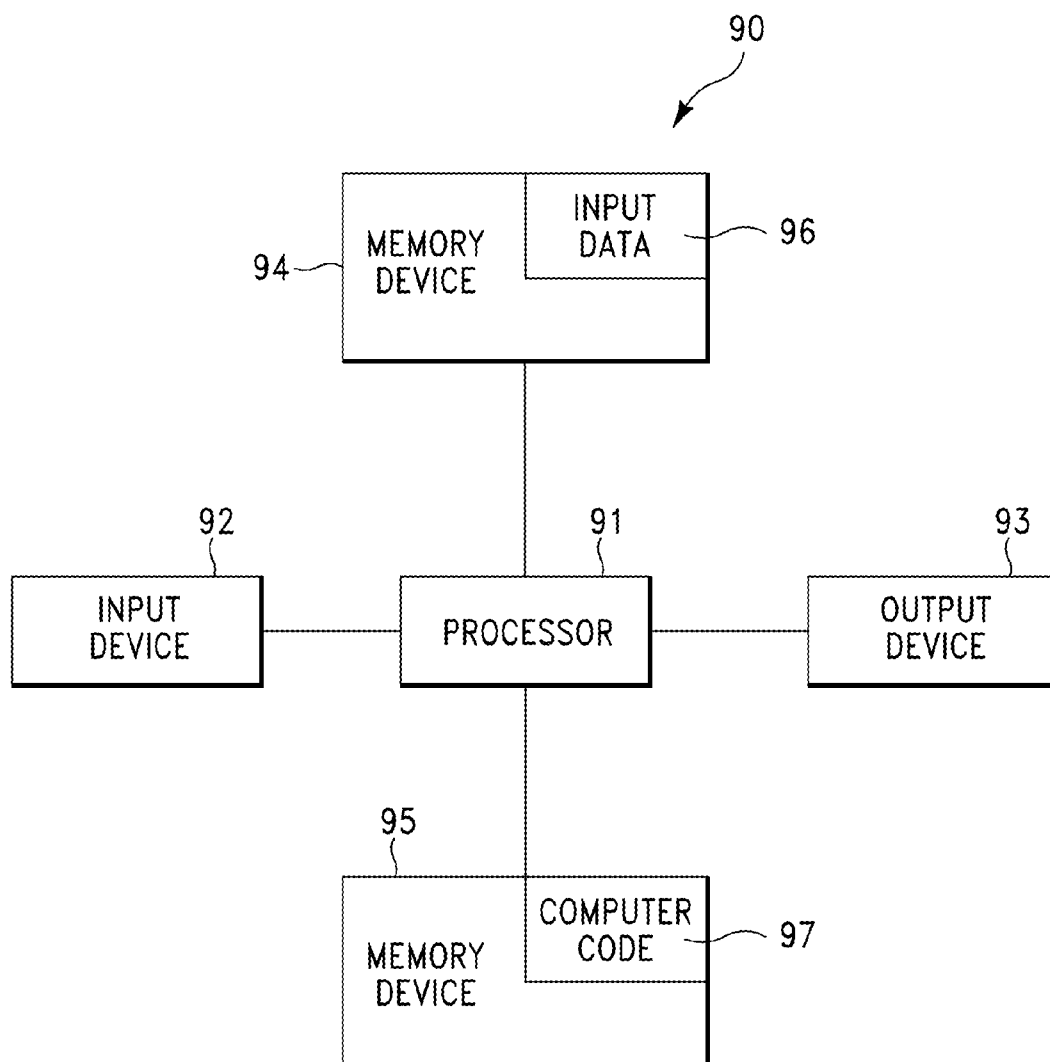 90
MEMORY
DEVICE
INPUT
DATA
96
94
92
INPUT
DEVICE
91
PROCESSOR
93
OUTPUT
DEVICE
95
MEMORY
DEVICE
COMPUTER
CODE
97